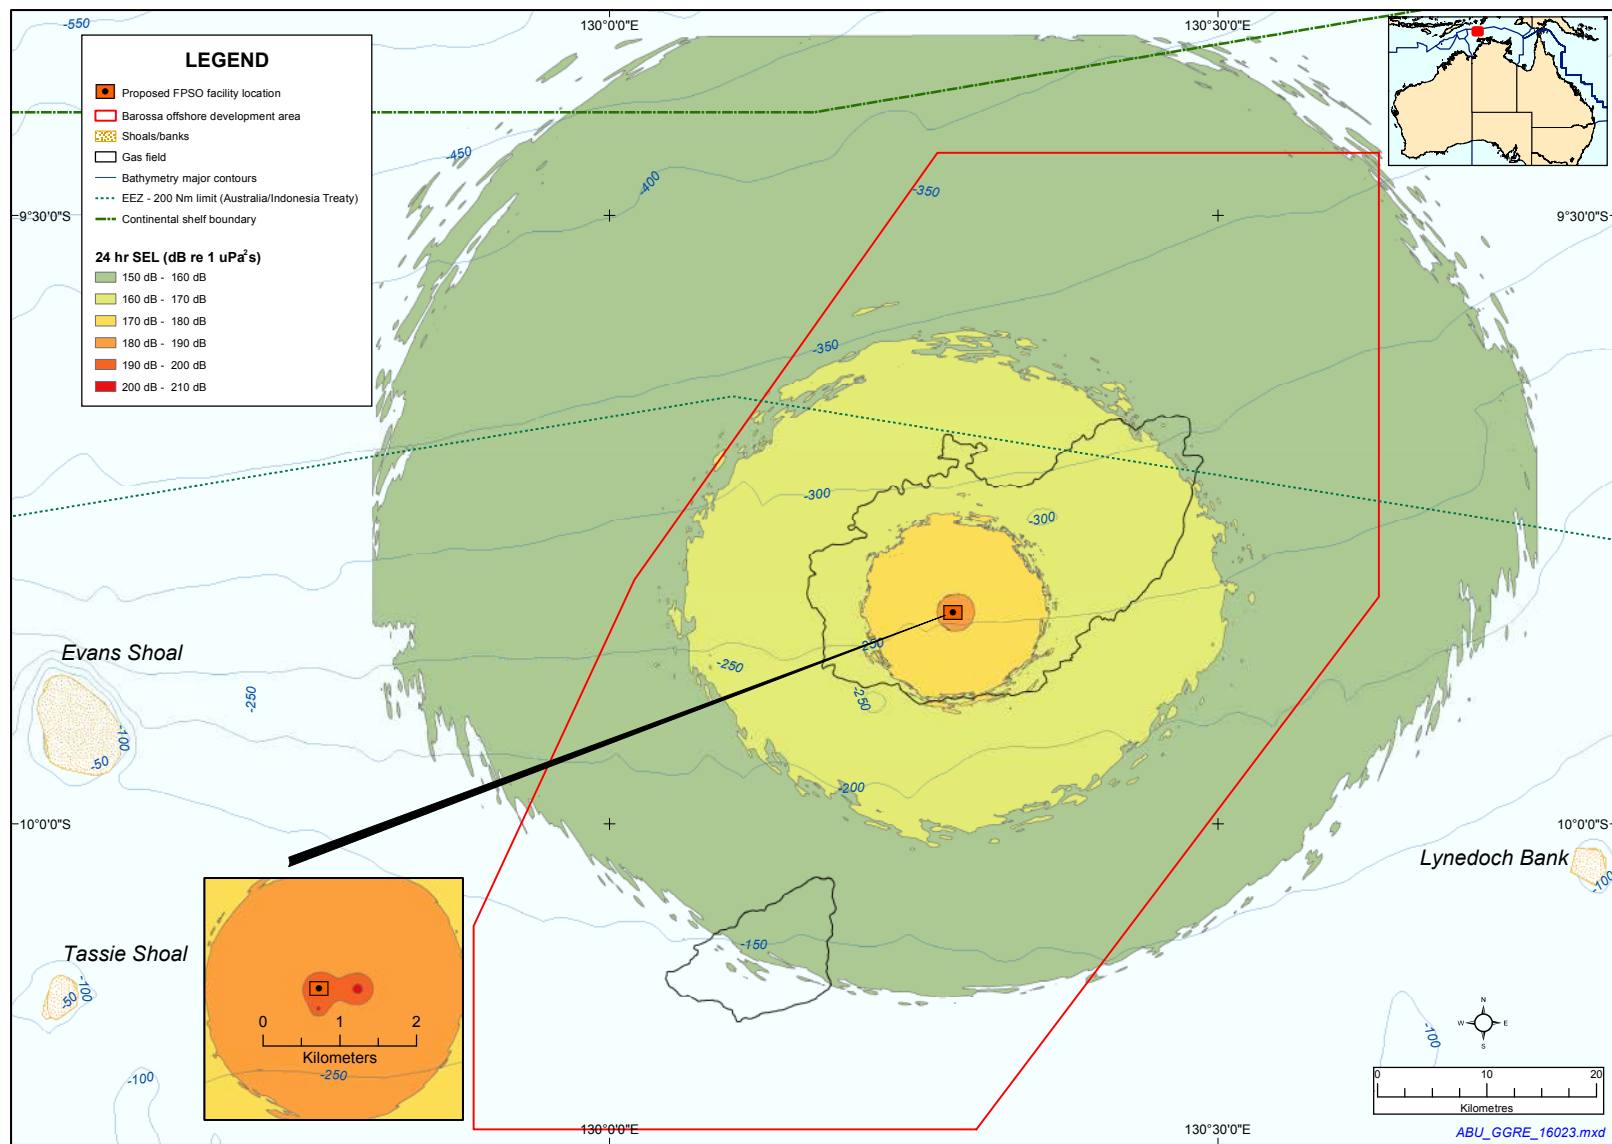 -550
130°0'0"E
130°30'0"E
LEGEND
Proposed FPSO facility location
Barossa offshore development area
Shoals/banks
Gas field
Bathymetry major contours
EEZ - 200 Nm limit (Australia/Indonesia Treaty)
Continental shelf boundary
24 hr SEL (dB re 1 uPa²s)
150 dB - 160 dB
160 dB - 170 dB
170 dB - 180 dB
180 dB - 190 dB
190 dB - 200 dB
200 dB - 210 dB
-450
-400
-350
9°30'0"S
9°30'0"S
-350
-300
-300
-250
-250
-250
-250
Evans Shoal
-100
-50
-200
10°0'0"S
10°0'0"S
Lynedoch Bank
-100
Tassie Shoal
-100
-50
-150
0 1 2
Kilometers
-250
-100
N
W E
S
-100
0 10 20
Kilometres
130°0'0"E
130°30'0"E
ABU_GGRE_16023.mxd